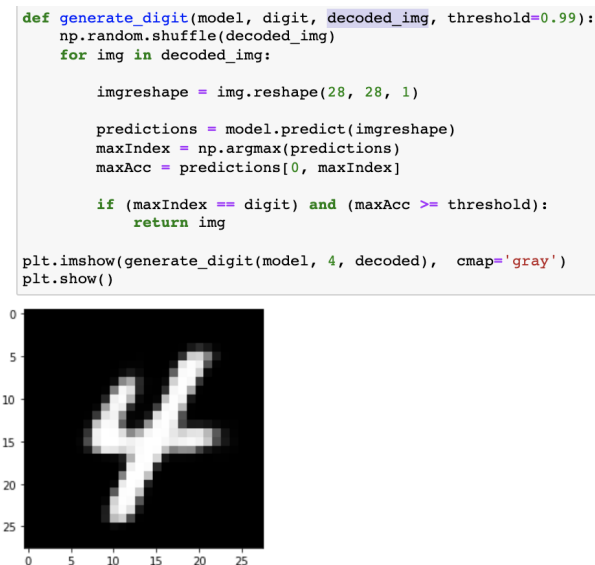 def generate_digit(model, digit, decoded_img, threshold=0.99):
    np.random.shuffle(decoded_img)
    for img in decoded_img:
        imgreshape = img.reshape(28, 28, 1)
        predictions = model.predict(imgreshape)
        maxIndex = np.argmax(predictions)
        maxAcc = predictions[0, maxIndex]
        if (maxIndex == digit) and (maxAcc >= threshold):
            return img
plt.imshow(generate_digit(model, 4, decoded),  cmap='gray')
plt.show()
0
5
10
15
20
25
4
0 5 10 15 20 25